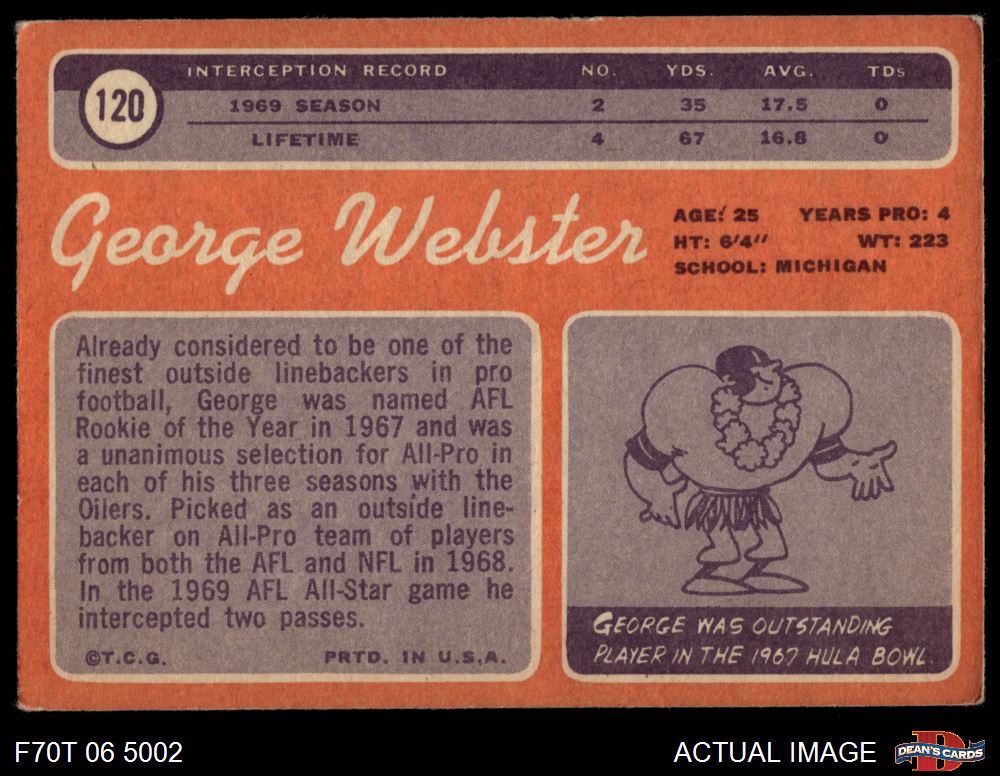 INTERCEPTION RECORD NO. YDS. AVG. TDs
120
1969 SEASON 2 35 17.5 0
LIFETIME 4 67 16.8 0
George Webster
AGE: 25 YEARS PRO: 4
HT: 6'4" WT: 223
SCHOOL: MICHIGAN
Already considered to be one of the
finest outside linebackers in pro
football, George was named AFL
Rookie of the Year in 1967 and was
a unanimous selection for All-Pro in
each of his three seasons with the
Oilers. Picked as an outside line-
backer on All-Pro team of players
from both the AFL and NFL in 1968.
In the 1969 AFL All-Star game he
intercepted two passes.
©T.C.G. PRTD. IN U.S.A.
GEORGE WAS OUTSTANDING
PLAYER IN THE 1967 HULA BOWL.
F70T 06 5002
ACTUAL IMAGE
DEAN'S CARDS